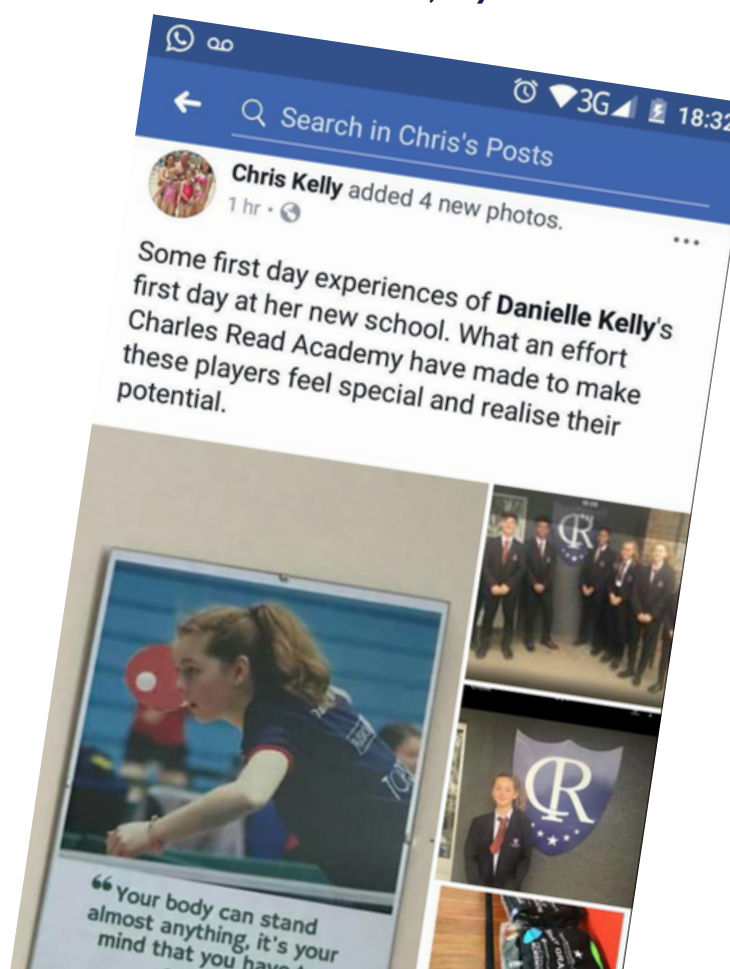 3G
18:32
Search in Chris's Posts
Chris Kelly added 4 new photos.
1 hr
Some first day experiences of Danielle Kelly's
first day at her new school. What an effort
Charles Read Academy have made to make
these players feel special and realise their
potential.
CR
CR
“ Your body can stand
almost anything, it's your
mind that you have